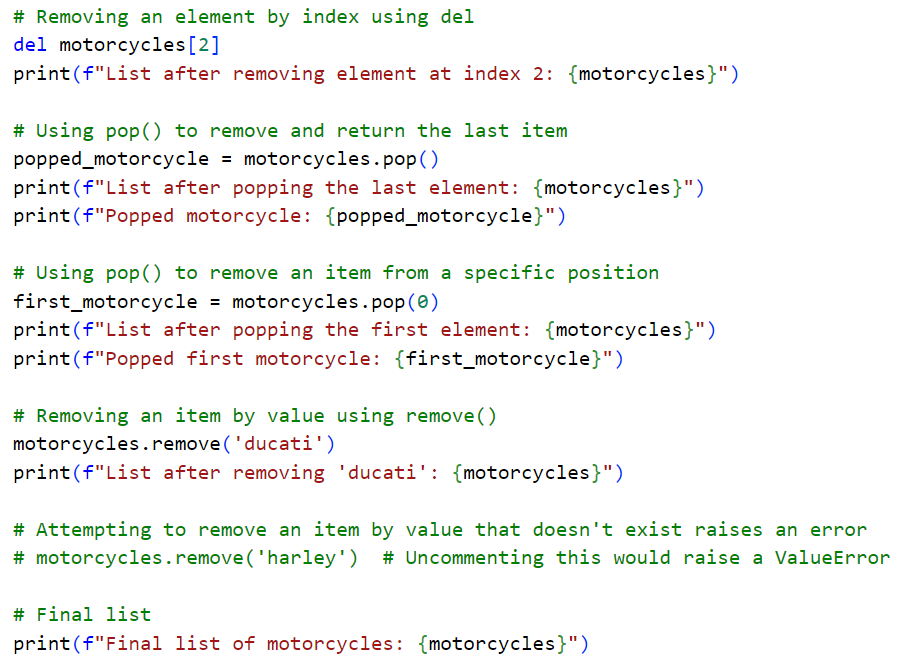 # Removing an element by index using del
del motorcycles[2]
print(f"List after removing element at index 2: {motorcycles}")
# Using pop() to remove and return the last item
popped_motorcycle = motorcycles.pop()
print(f"List after popping the last element: {motorcycles}")
print(f"Popped motorcycle: {popped_motorcycle}")
# Using pop() to remove an item from a specific position
first_motorcycle = motorcycles.pop(0)
print(f"List after popping the first element: {motorcycles}")
print(f"Popped first motorcycle: {first_motorcycle}")
# Removing an item by value using remove()
motorcycles.remove('ducati')
print(f"List after removing 'ducati': {motorcycles}")
# Attempting to remove an item by value that doesn't exist raises an error
# motorcycles.remove('harley')  # Uncommenting this would raise a ValueError
# Final list
print(f"Final list of motorcycles: {motorcycles}")